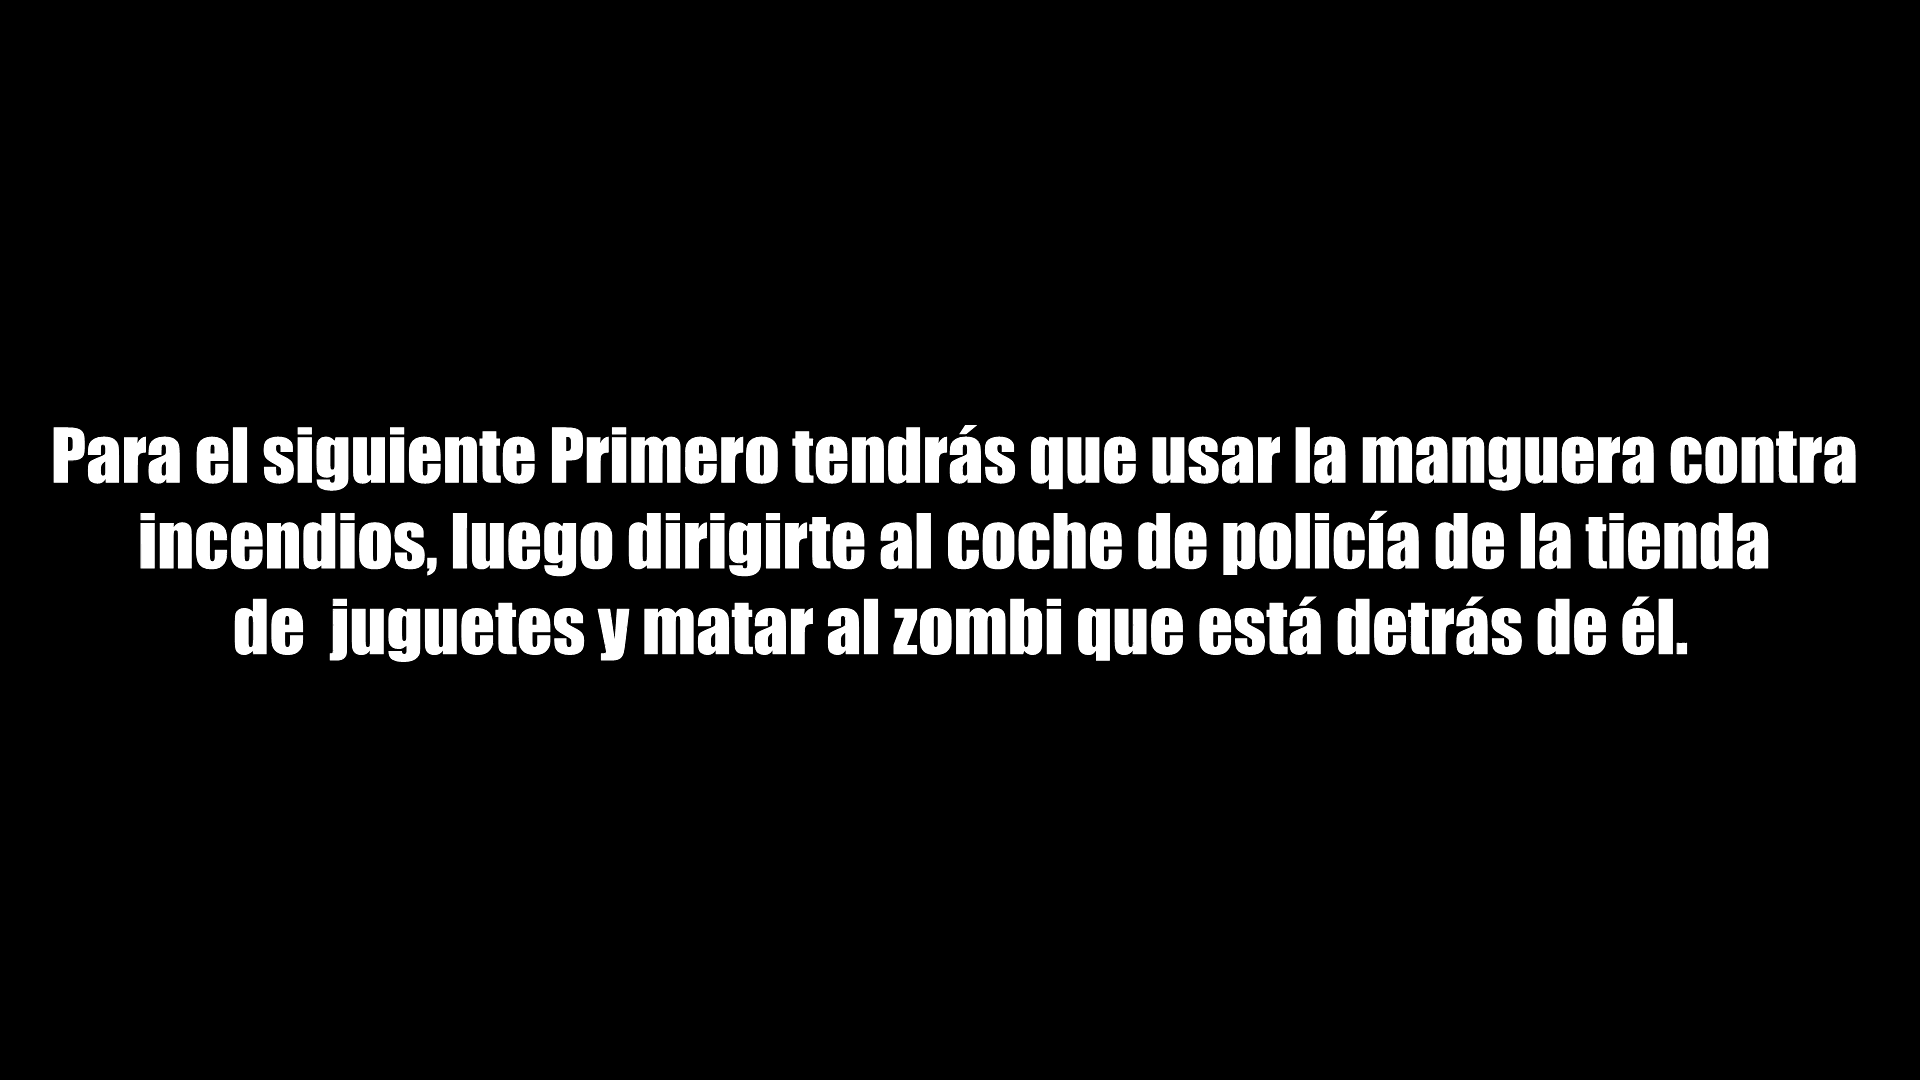 Para el siguiente Primero tendrás que usar la manguera contra
incendios, luego dirigirte al coche de policía de la tienda
de  juguetes y matar al zombi que está detrás de él.